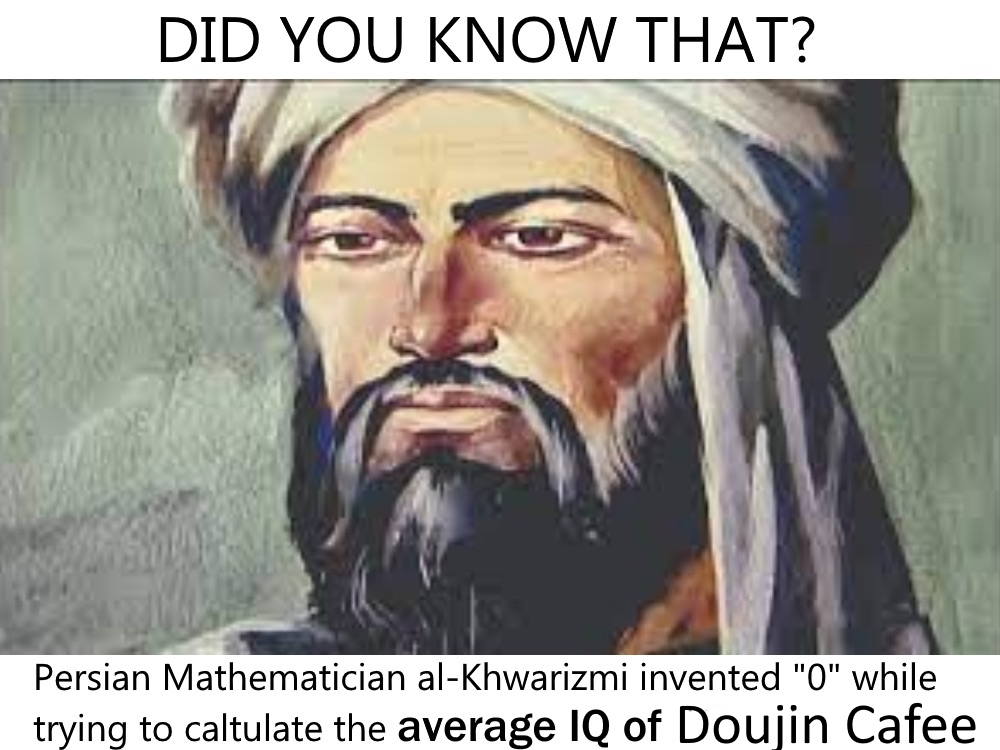 DID YOU KNOW THAT?
Persian Mathematician al-Khwarizmi invented "0" while
trying to caltulate the average IQ of Doujin Cafee